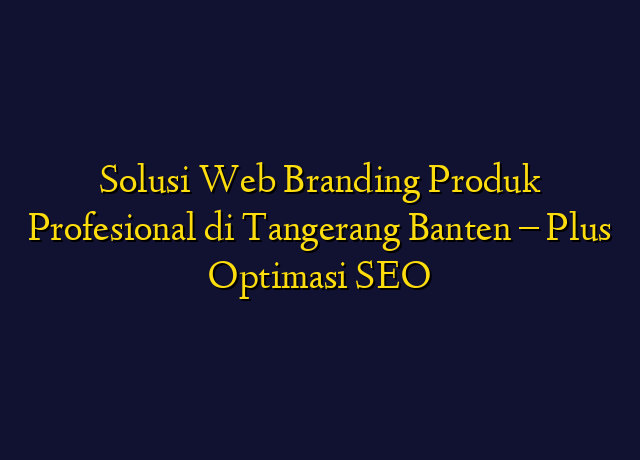 Solusi Web Branding Produk
Profesional di Tangerang Banten – Plus
Optimasi SEO